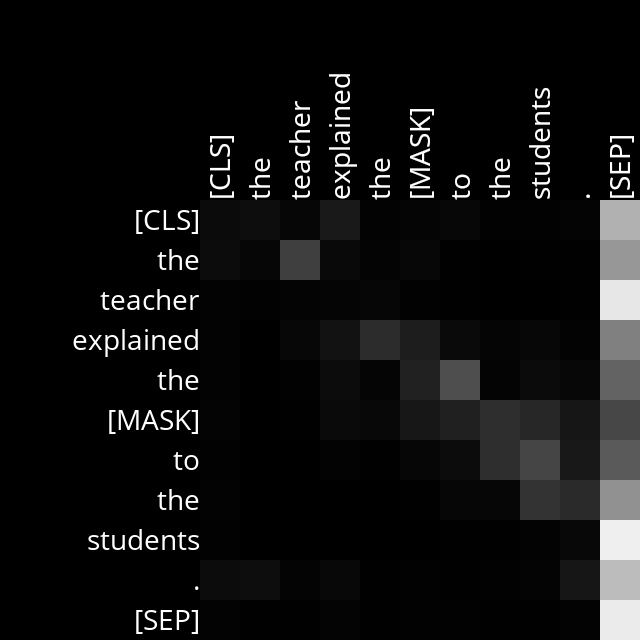 [CLS] the teacher explained the [MASK] to the students . [SEP]
[CLS]
the
teacher
explained
the
[MASK]
to
the
students
.
[SEP]